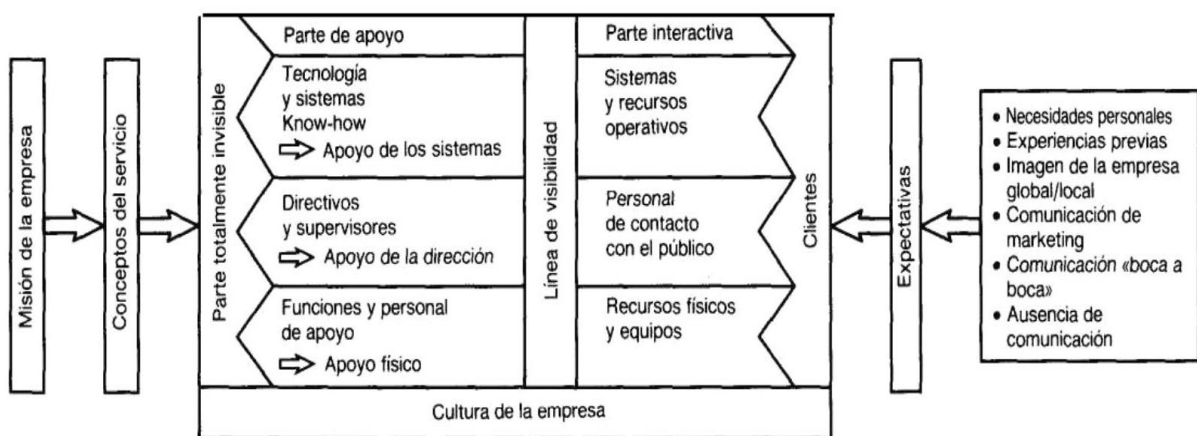 Misión de la empresa
Conceptos del servicio
Parte totalmente invisible
Parte de apoyo
Tecnología
y sistemas
Know-how
Apoyo de los sistemas
Directivos
y supervisores
Apoyo de la dirección
Funciones y personal
de apoyo
Apoyo físico
Línea de visibilidad
Parte interactiva
Sistemas
y recursos
operativos
Personal
de contacto
con el público
Recursos físicos
y equipos
Clientes
Cultura de la empresa
Expectativas
• Necesidades personales
• Experiencias previas
• Imagen de la empresa
global/local
• Comunicación de
marketing
• Comunicación «boca a
boca»
• Ausencia de
comunicación